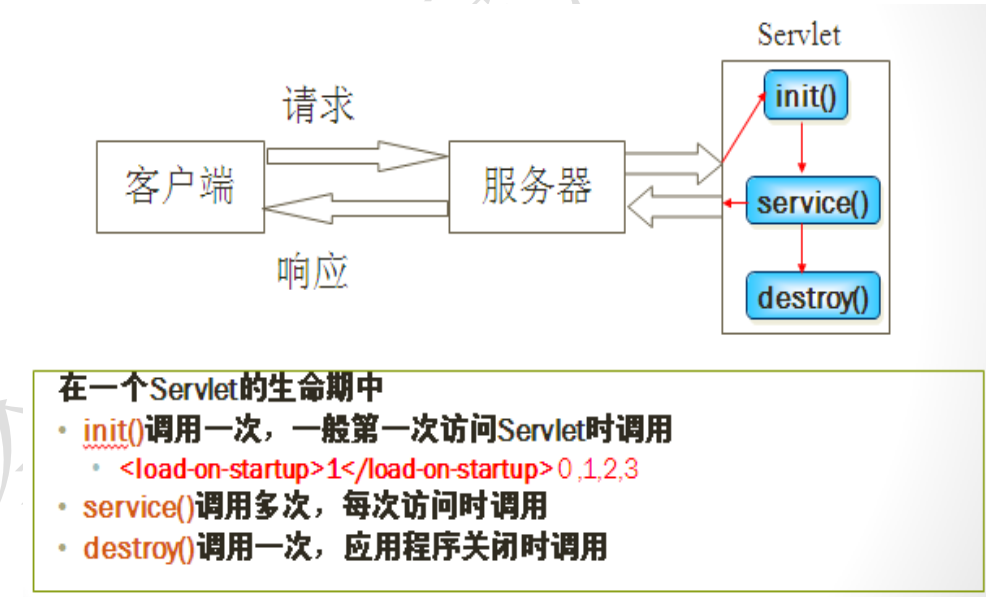 Servlet
init()
请求
客户端
服务器
service()
响应
destroy()
在一个Servlet的生命期中
• init()调用一次，一般第一次访问Servlet时调用
• <load-on-startup>1</load-on-startup> 0 ,1,2,3
• service()调用多次，每次访问时调用
• destroy()调用一次，应用程序关闭时调用